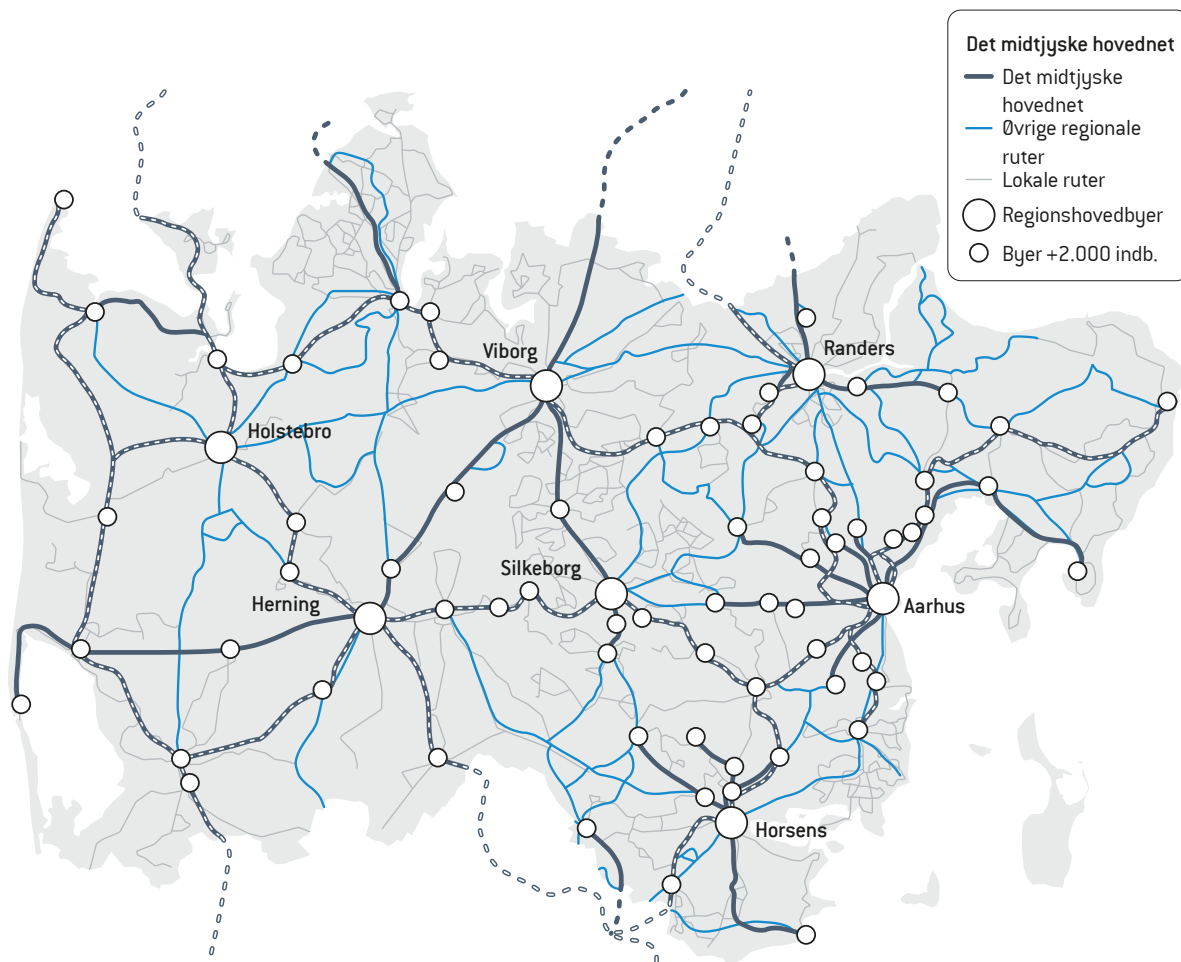 Det midtjyske hovednet
Det midtjyske
hovednet
Øvrige regionale
ruter
Lokale ruter
Regionshovedbyer
Byer +2.000 indb.
Viborg
Randers
Holstebro
Silkeborg
Herning
Aarhus
Horsens